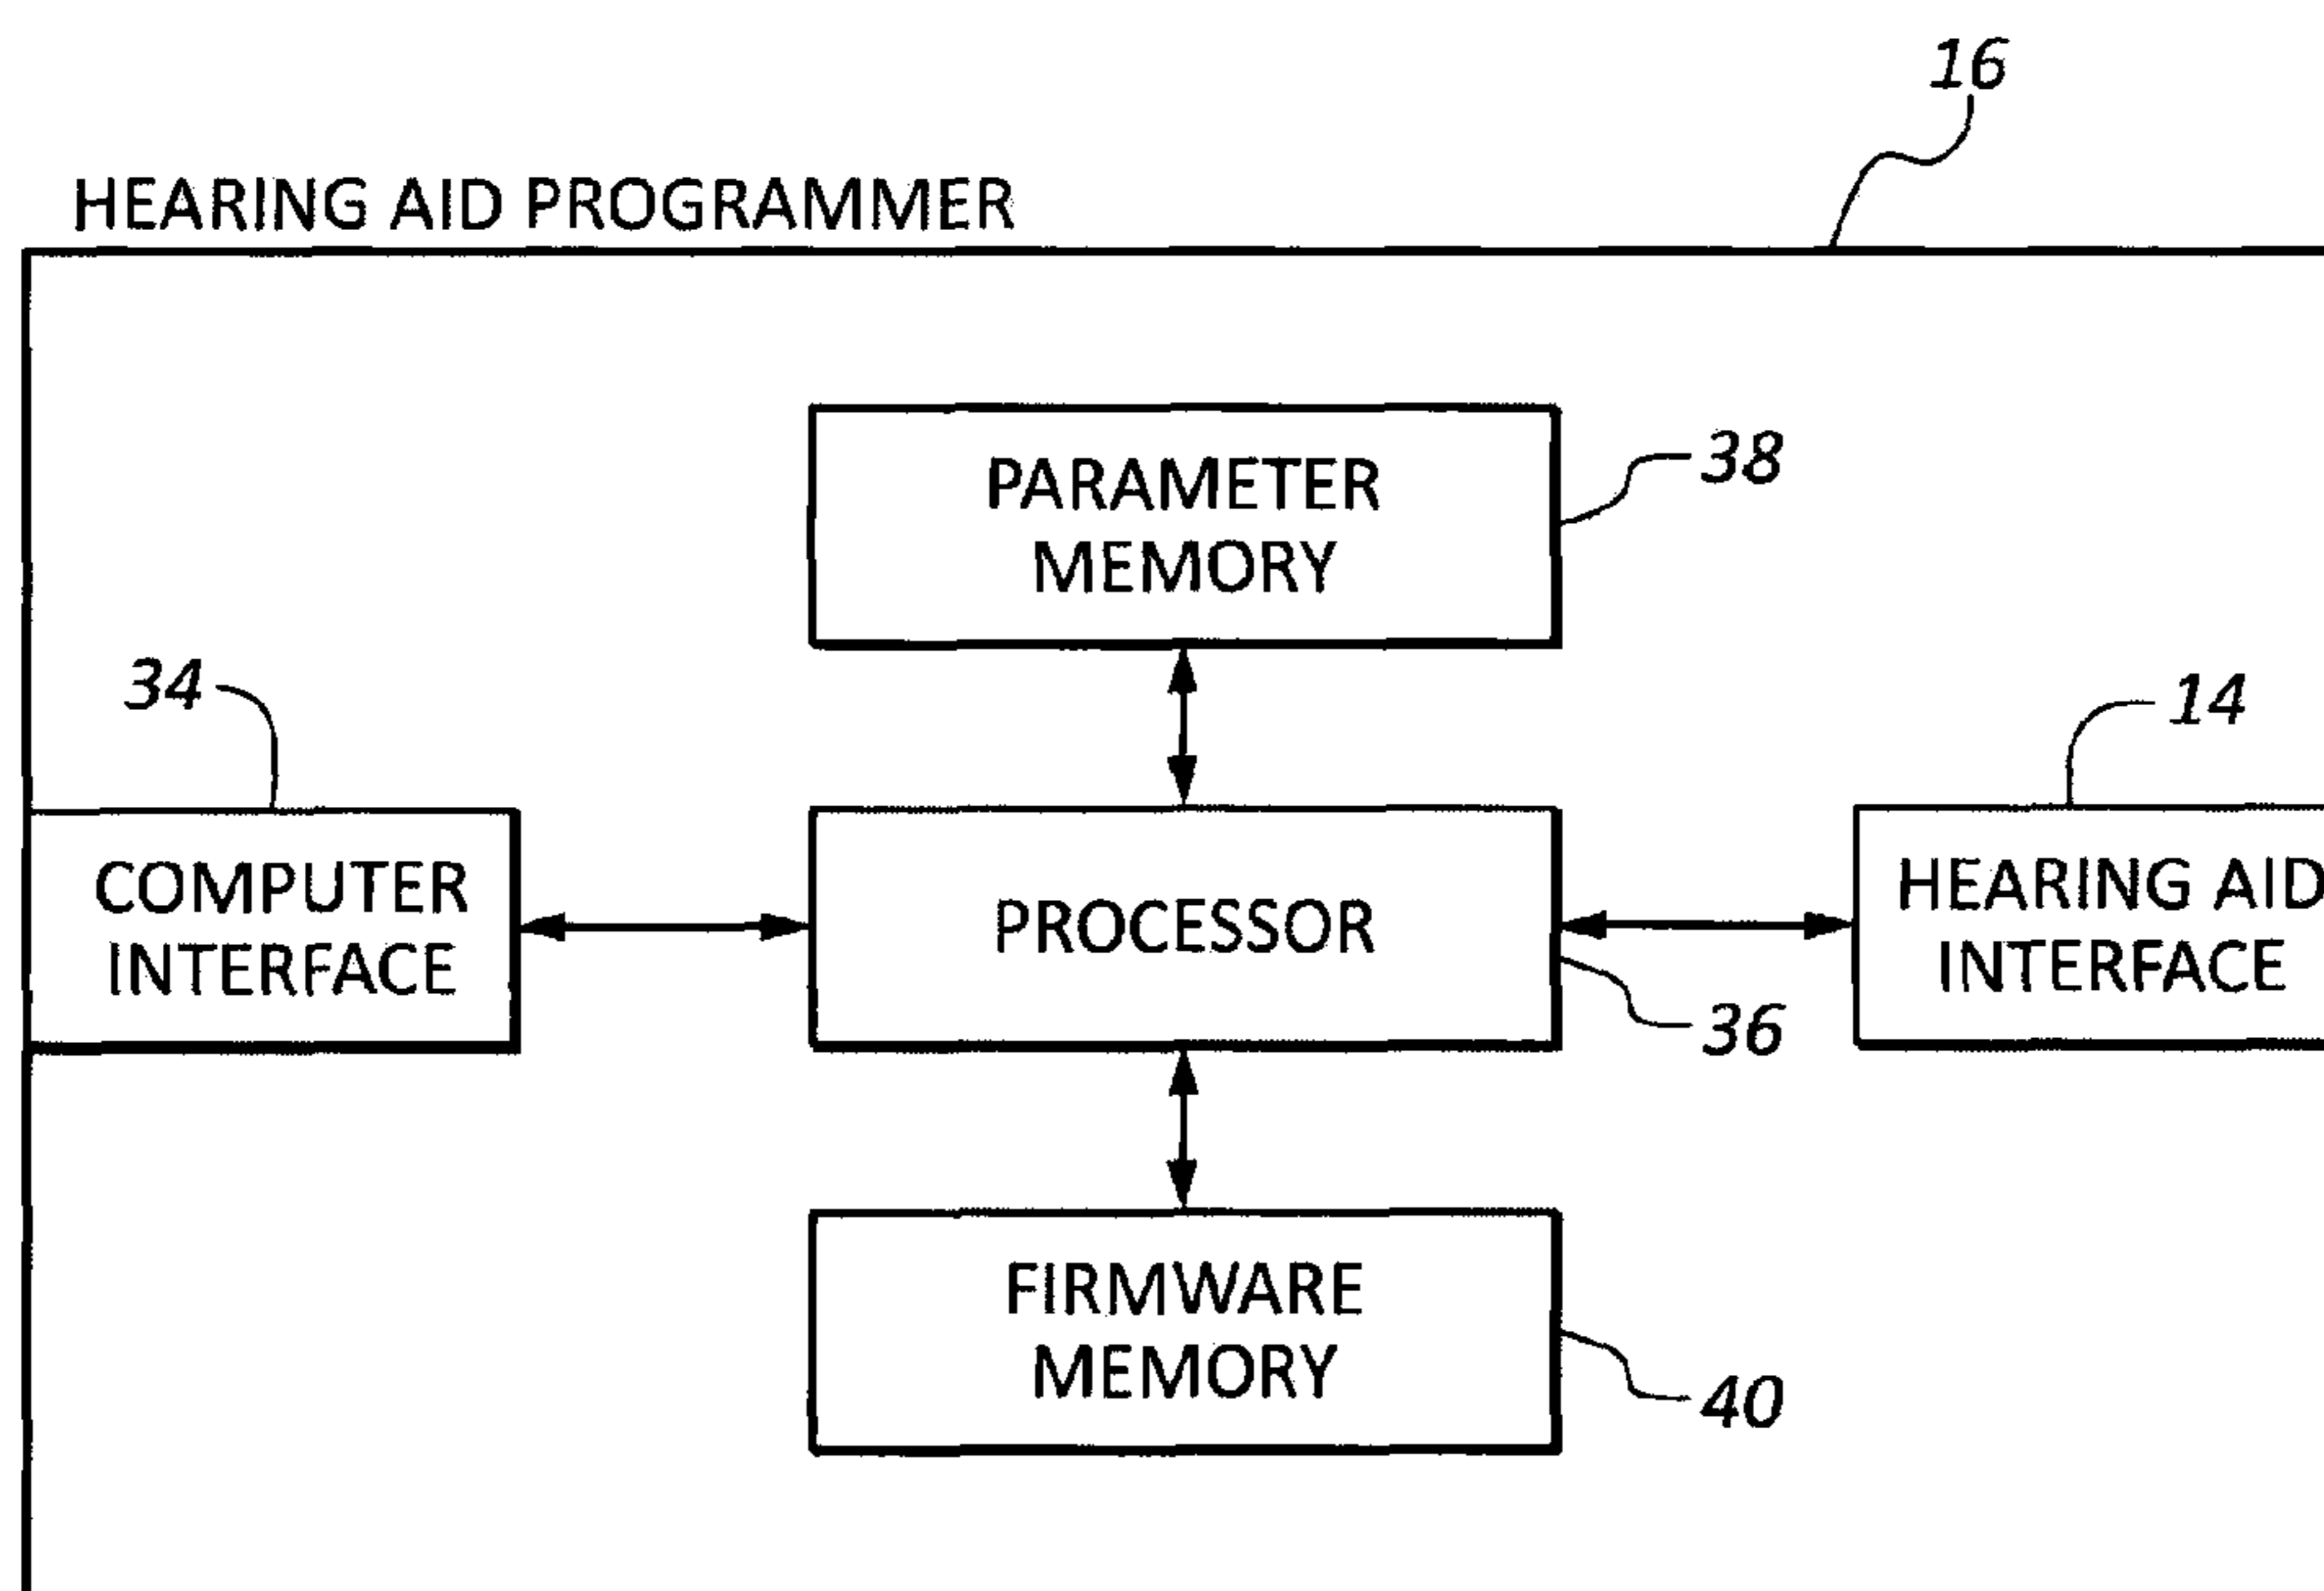 16
HEARING AID PROGRAMMER
PARAMETER
MEMORY
38
34
14
COMPUTER
INTERFACE
PROCESSOR
HEARING AID
INTERFACE
36
FIRMWARE
MEMORY
40